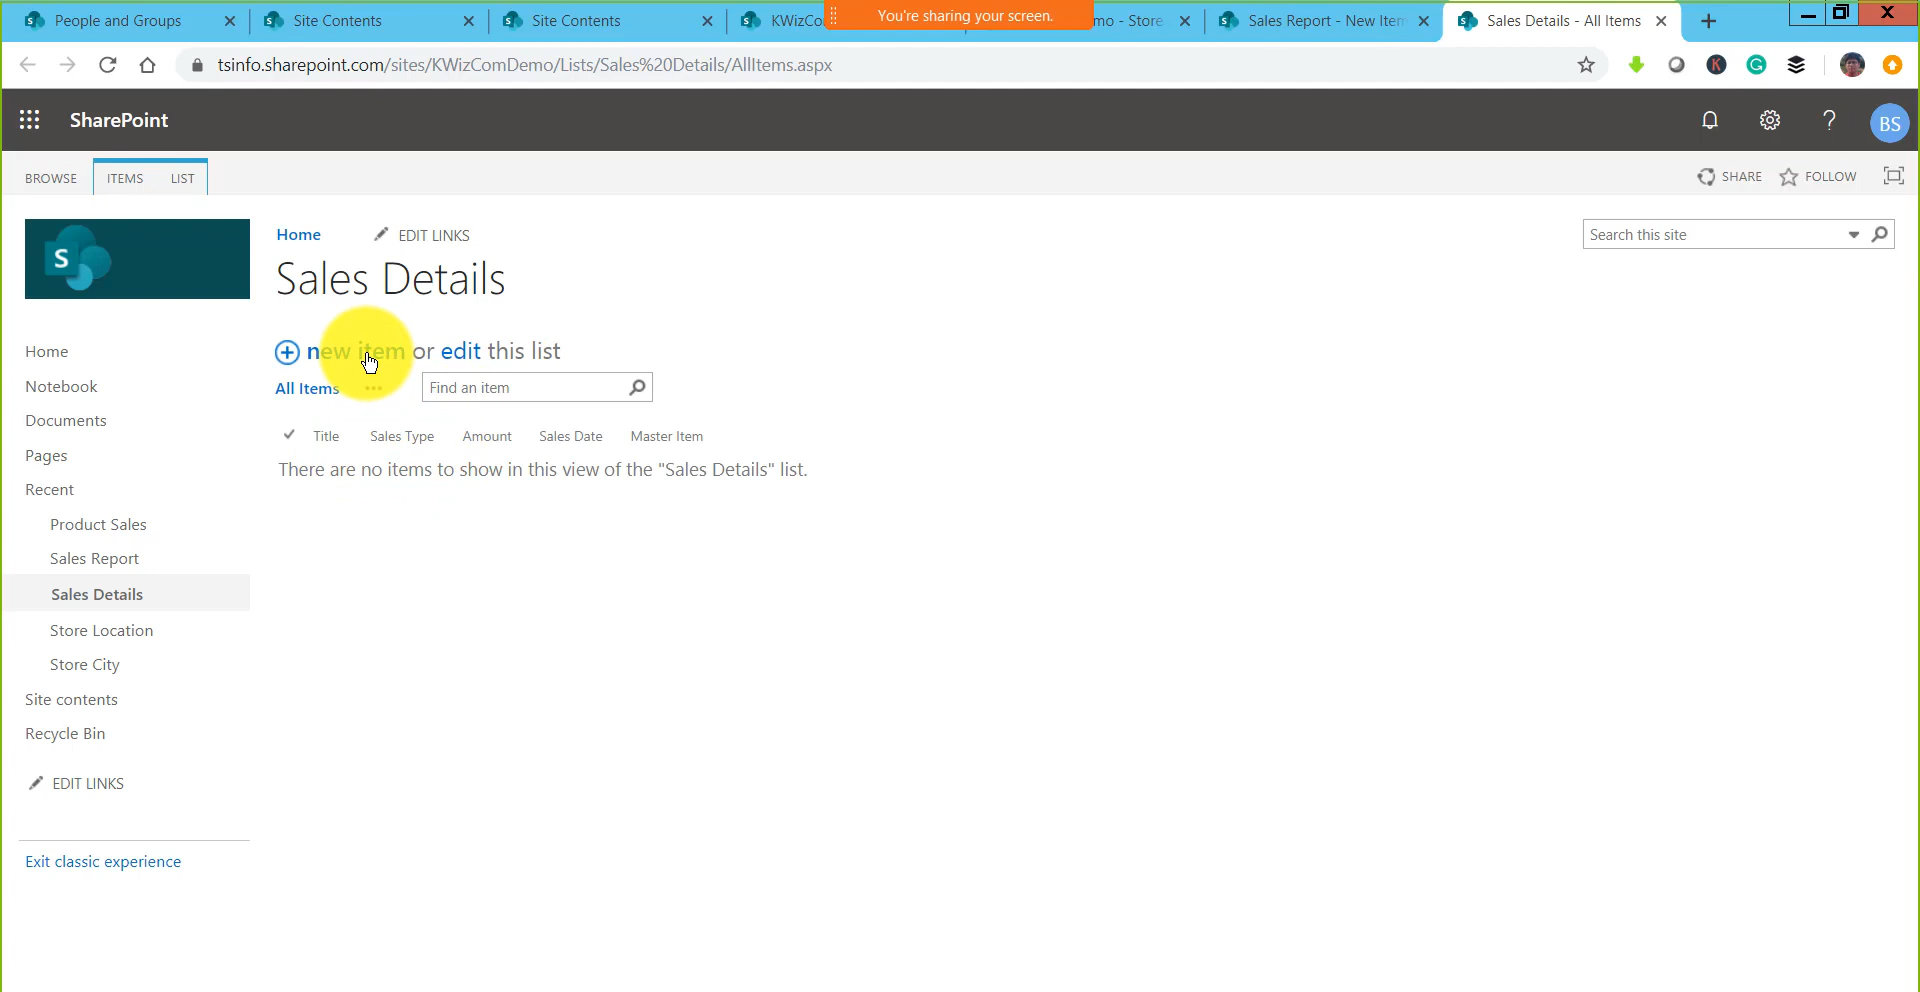 People and Groups
Site Contents
Site Contents
KWizCo
You're sharing your screen.
mo - Store
Sales Report - New Item
Sales Details - All Items
tsinfo.sharepoint.com/sites/KWizComDemo/Lists/Sales%20Details/AllItems.aspx
K
G
SharePoint
?
BS
BROWSE
ITEMS
LIST
SHARE
FOLLOW
S
Home
EDIT LINKS
Search this site
Sales Details
new item or edit this list
All Items
...
Find an item
Title
Sales Type
Amount
Sales Date
Master Item
There are no items to show in this view of the "Sales Details" list.
Home
Notebook
Documents
Pages
Recent
Product Sales
Sales Report
Sales Details
Store Location
Store City
Site contents
Recycle Bin
EDIT LINKS
Exit classic experience